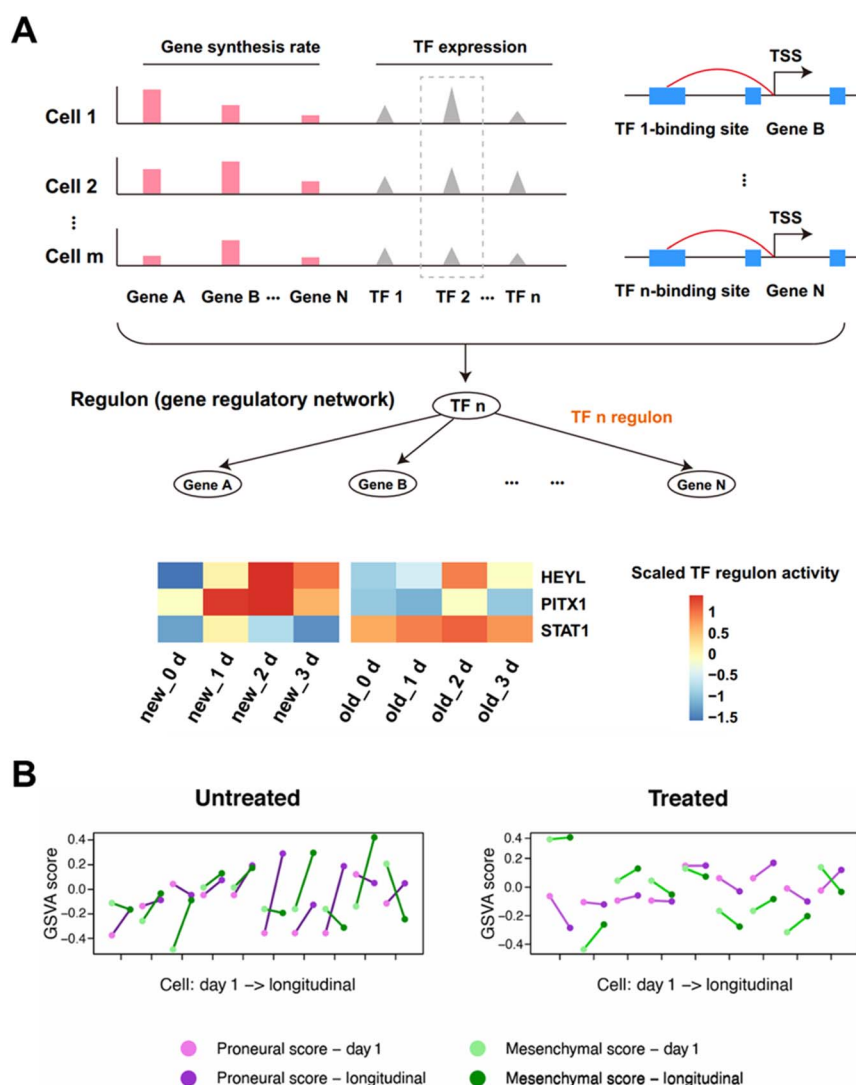 A
Gene synthesis rate
TF expression
Cell 1
Cell 2
⋮
Cell m
Gene A Gene B ··· Gene N TF 1 TF 2 ··· TF n
TSS
TF 1-binding site Gene B
⋮
TSS
TF n-binding site Gene N
Regulon (gene regulatory network)
TF n
TF n regulon
Gene A
Gene B
··· ···
Gene N
HEYL
PITX1
STAT1
new_0 d new_1 d new_2 d new_3 d old_0 d old_1 d old_2 d old_3 d
Scaled TF regulon activity
1
0.5
0
−0.5
−1
−1.5
B
Untreated
GSVA score
0.4
0.2
0.0
−0.2
−0.4
Cell: day 1 −> longitudinal
Treated
GSVA score
0.4
0.2
0.0
−0.2
−0.4
Cell: day 1 −> longitudinal
Proneural score − day 1
Proneural score − longitudinal
Mesenchymal score − day 1
Mesenchymal score − longitudinal